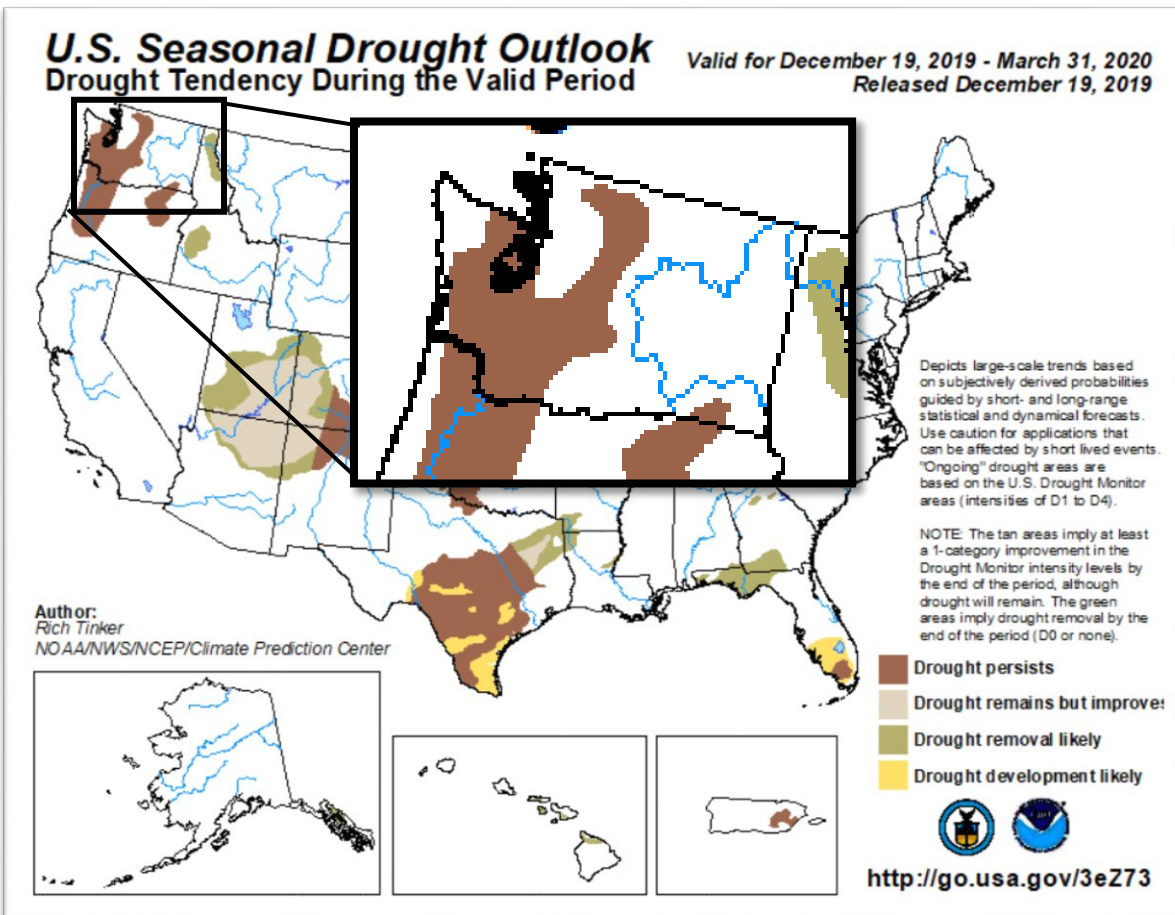 U.S. Seasonal Drought Outlook
Drought Tendency During the Valid Period
Valid for December 19, 2019 - March 31, 2020
Released December 19, 2019
Depicts large-scale trends based
on subjectively derived probabilities
guided by short- and long-range
statistical and dynamical forecasts.
Use caution for applications that
can be affected by short lived events.
"Ongoing" drought areas are
based on the U.S. Drought Monitor
areas (intensities of D1 to D4).
NOTE: The tan areas imply at least
a 1-category improvement in the
Drought Monitor intensity levels by
the end of the period, although
drought will remain. The green
areas imply drought removal by the
end of the period (D0 or none).
Author:
Rich Tinker
NOAA/NWS/NCEP/Climate Prediction Center
Drought persists
Drought remains but improves
Drought removal likely
Drought development likely
http://go.usa.gov/3eZ73